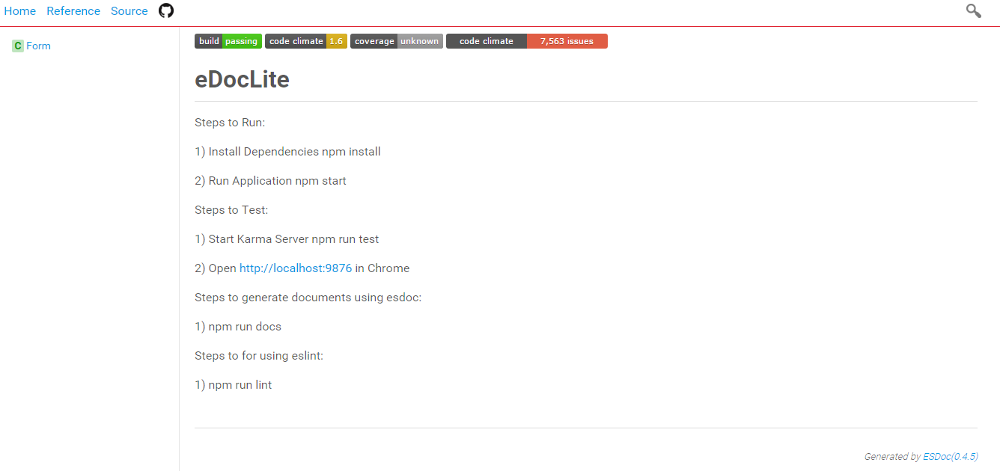 Home Reference Source
C Form
build passing code climate 1.6 coverage unknown code climate 7,563 issues
eDocLite
Steps to Run:
1) Install Dependencies npm install
2) Run Application npm start
Steps to Test:
1) Start Karma Server npm run test
2) Open http://localhost:9876 in Chrome
Steps to generate documents using esdoc:
1) npm run docs
Steps to for using eslint:
1) npm run lint
Generated by ESDoc(0.4.5)